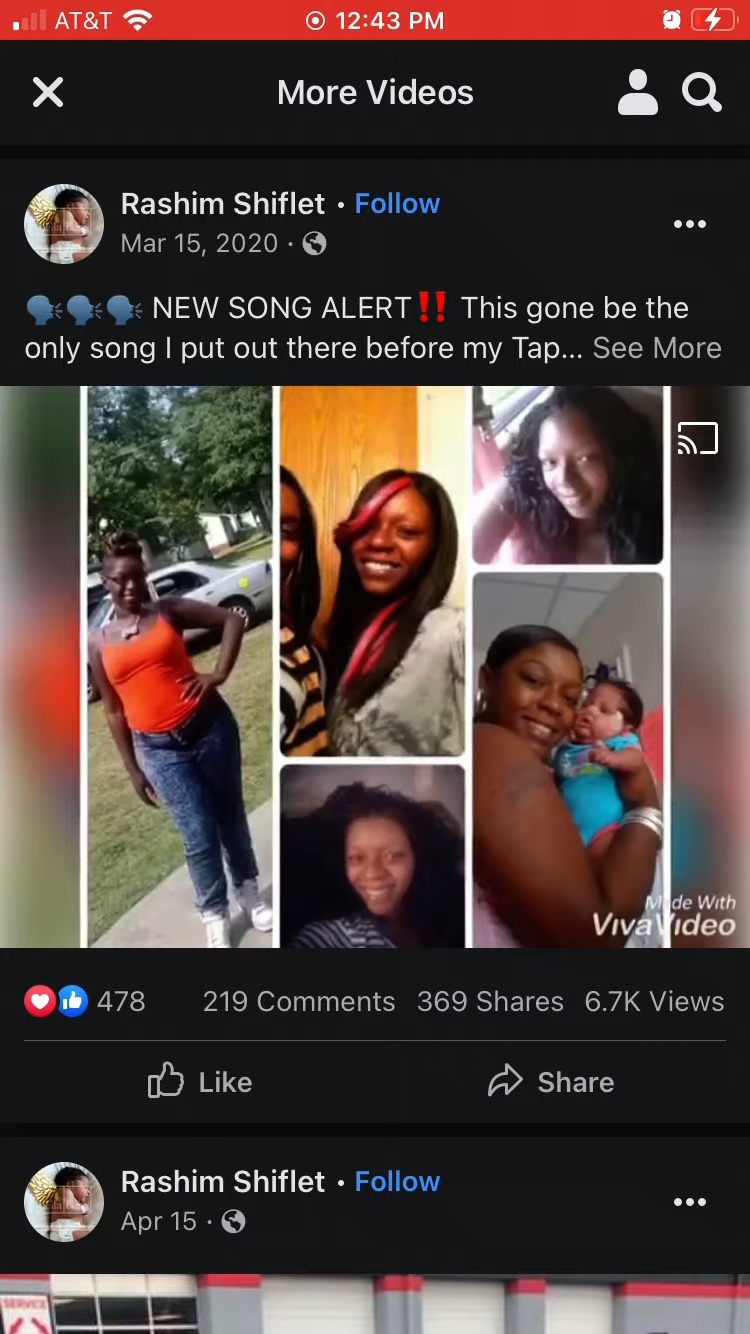 AT&T 12:43 PM
More Videos
Rashim Shiflet • Follow
Mar 15, 2020 ·
🗣🗣🗣 NEW SONG ALERT‼️ This gone be the
only song I put out there before my Tap... See More
Made With
VivaVideo
478 219 Comments 369 Shares 6.7K Views
Like Share
Rashim Shiflet • Follow
Apr 15 ·
SERVICE